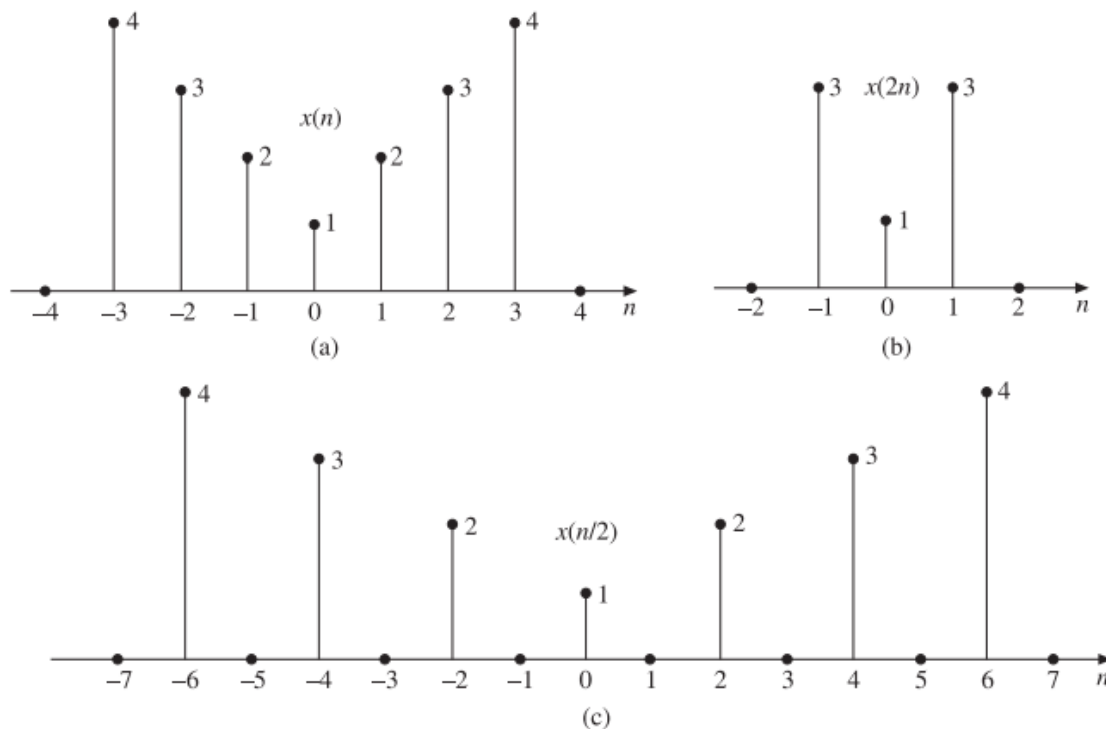 4 4
3 3 3 x(2n) 3
x(n)
2 2
1 1
–4 –3 –2 –1 0 1 2 3 4 n –2 –1 0 1 2 n
(a) (b)
4 4
3 3
2 x(n/2) 2
1
–7 –6 –5 –4 –3 –2 –1 0 1 2 3 4 5 6 7 n
(c)